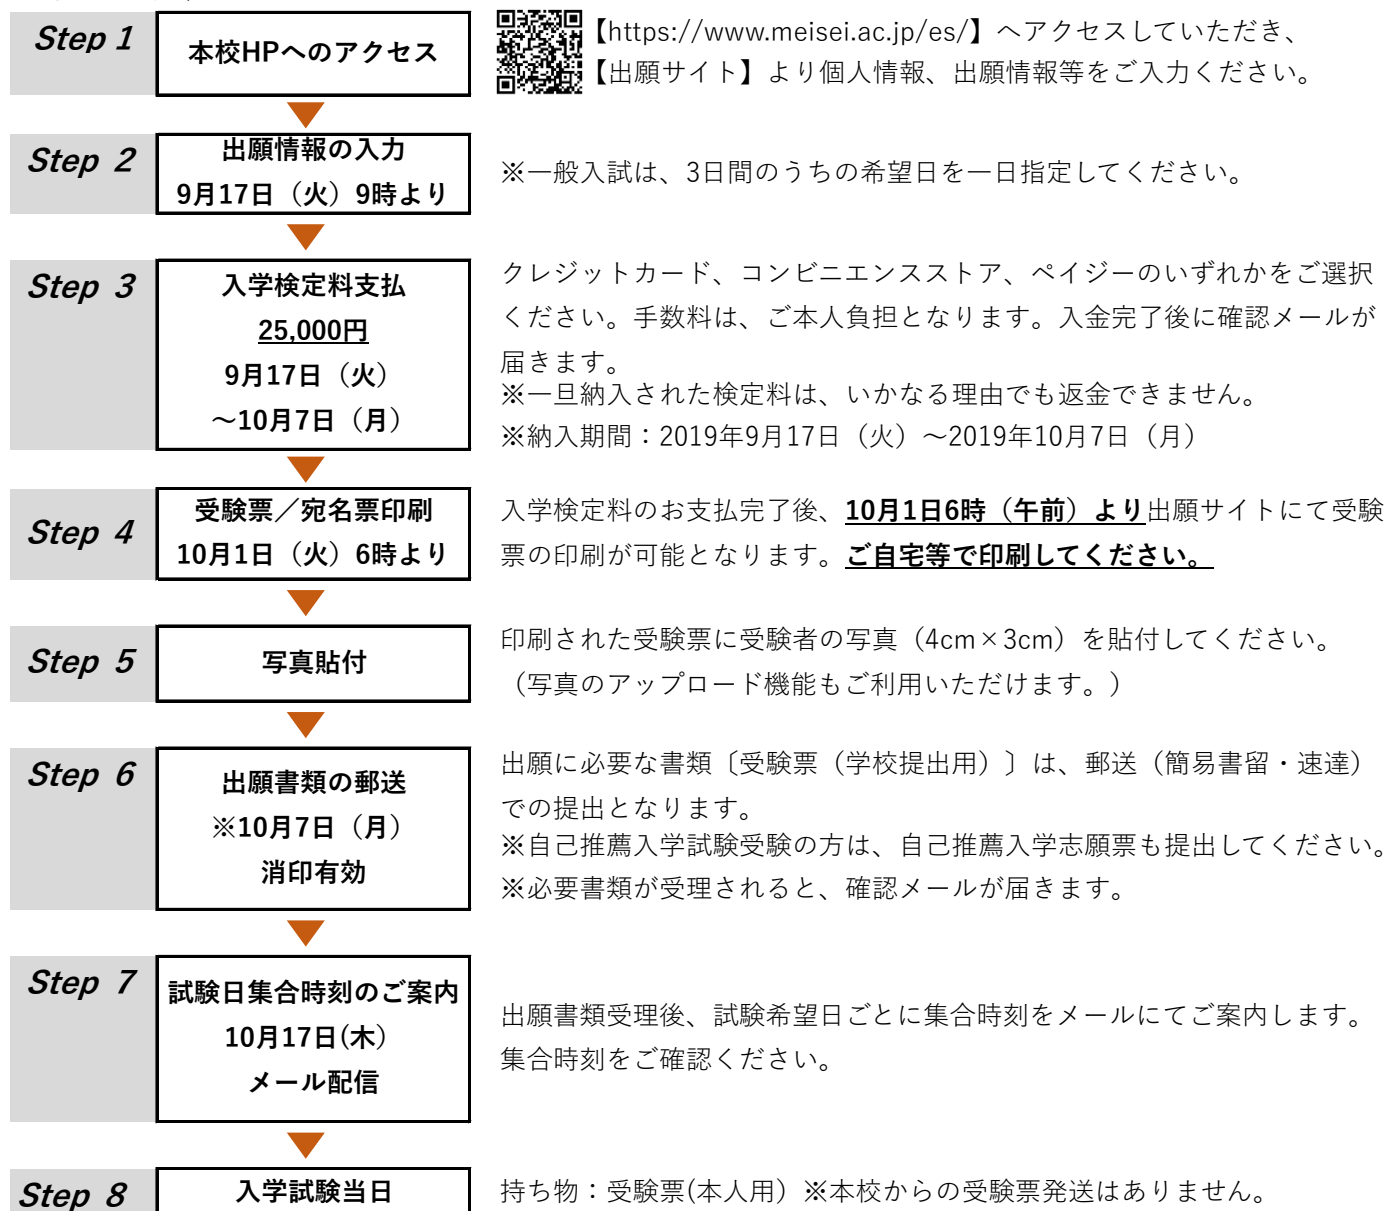 Step 1
本校HPへのアクセス
【https://www.meisei.ac.jp/es/】へアクセスしていただき、
【出願サイト】より個人情報、出願情報等をご入力ください。
Step 2
出願情報の入力
9月17日（火）9時より
※一般入試は、3日間のうちの希望日を一日指定してください。
Step 3
入学検定料支払
25,000円
9月17日（火）
～10月7日（月）
クレジットカード、コンビニエンスストア、ペイジーのいずれかをご選択
ください。手数料は、ご本人負担となります。入金完了後に確認メールが
届きます。
※一旦納入された検定料は、いかなる理由でも返金できません。
※納入期間：2019年9月17日（火）～2019年10月7日（月）
Step 4
受験票／宛名票印刷
10月1日（火）6時より
入学検定料のお支払完了後、10月1日6時（午前）より出願サイトにて受験
票の印刷が可能となります。ご自宅等で印刷してください。
Step 5
写真貼付
印刷された受験票に受験者の写真（4cm×3cm）を貼付してください。
（写真のアップロード機能もご利用いただけます。）
Step 6
出願書類の郵送
※10月7日（月）
消印有効
出願に必要な書類〔受験票（学校提出用）〕は、郵送（簡易書留・速達）
での提出となります。
※自己推薦入学試験受験の方は、自己推薦入学志願票も提出してください。
※必要書類が受理されると、確認メールが届きます。
Step 7
試験日集合時刻のご案内
10月17日(木）
メール配信
出願書類受理後、試験希望日ごとに集合時刻をメールにてご案内します。
集合時刻をご確認ください。
Step 8
入学試験当日
持ち物：受験票(本人用）※本校からの受験票発送はありません。